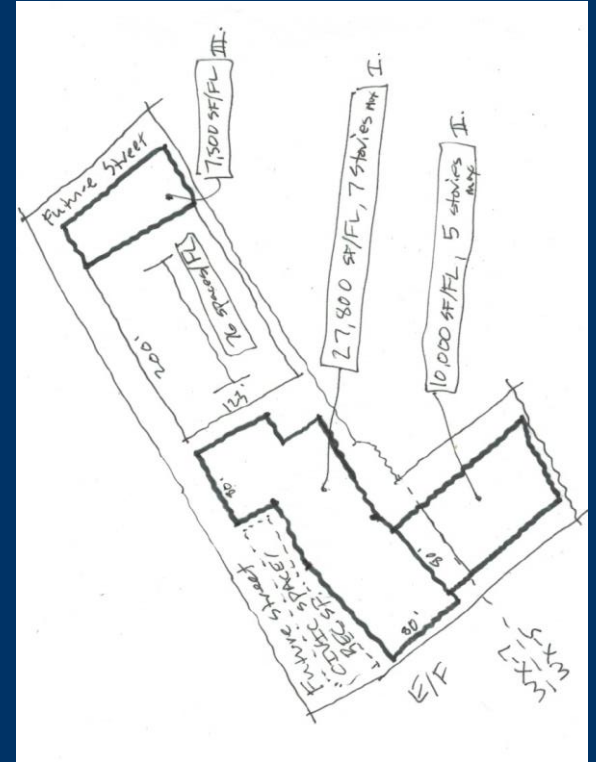 Future Street
7,500 SF/FL
III.
27,800 SF/FL, 7 stories Max
I.
10,000 SF/FL, 5 stories max
II.
76 spaces/FL
200'
123'
80'
80'
80'
Future Street
CIVIC SPACE/
E/F